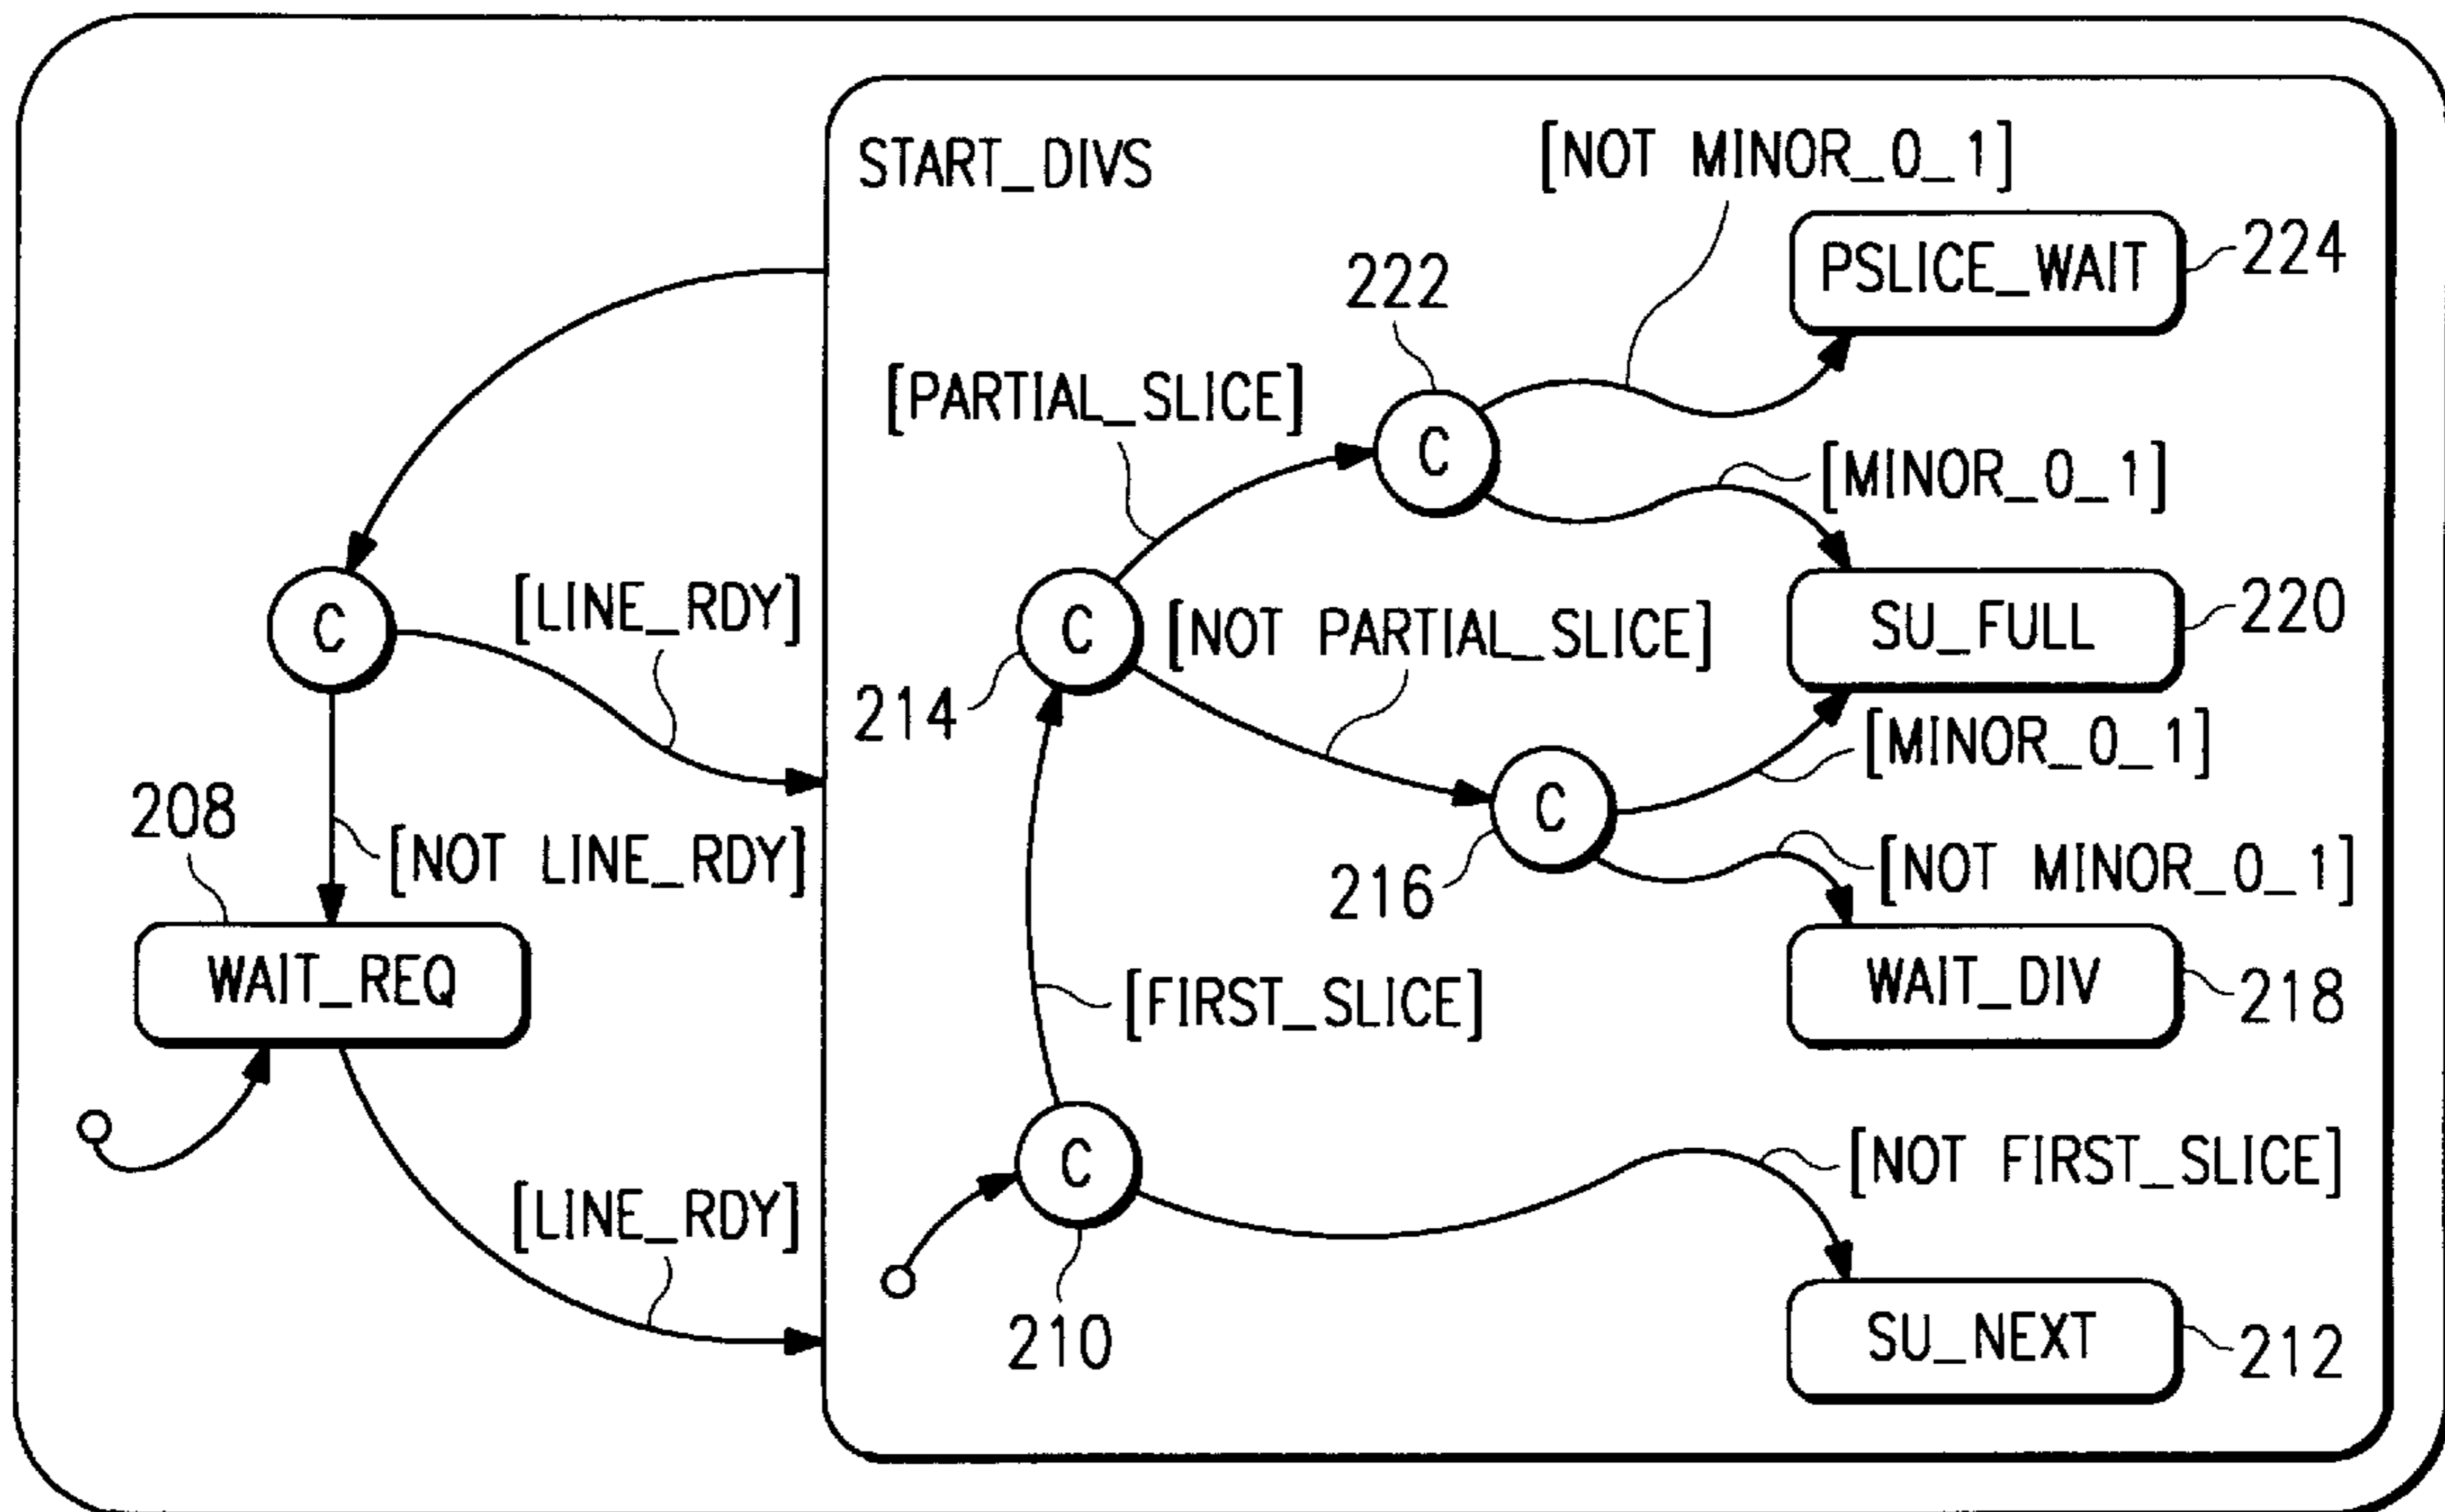 START_DIVS
[NOT MINOR_0_1]
PSLICE_WAIT
224
222
[PARTIAL_SLICE]
C
[MINOR_0_1]
C
[LINE_RDY]
C
[NOT PARTIAL_SLICE]
SU_FULL
220
214
[MINOR_0_1]
208
[NOT LINE_RDY]
C
216
[NOT MINOR_0_1]
WAIT_REQ
[FIRST_SLICE]
WAIT_DIV
218
C
[NOT FIRST_SLICE]
[LINE_RDY]
210
SU_NEXT
212